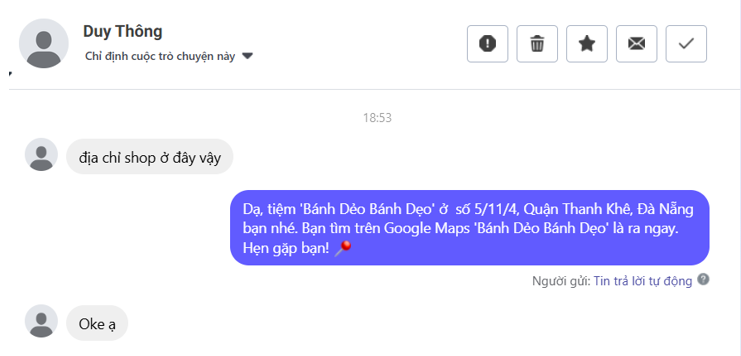 Duy Thông
Chỉ định cuộc trò chuyện này
18:53
địa chỉ shop ở đây vậy
Dạ, tiệm 'Bánh Dẻo Bánh Dẹo' ở số 5/11/4, Quận Thanh Khê, Đà Nẵng
bạn nhé. Bạn tìm trên Google Maps 'Bánh Dẻo Bánh Dẹo' là ra ngay.
Hẹn gặp bạn! 📍
Người gửi: Tin trả lời tự động
Oke ạ